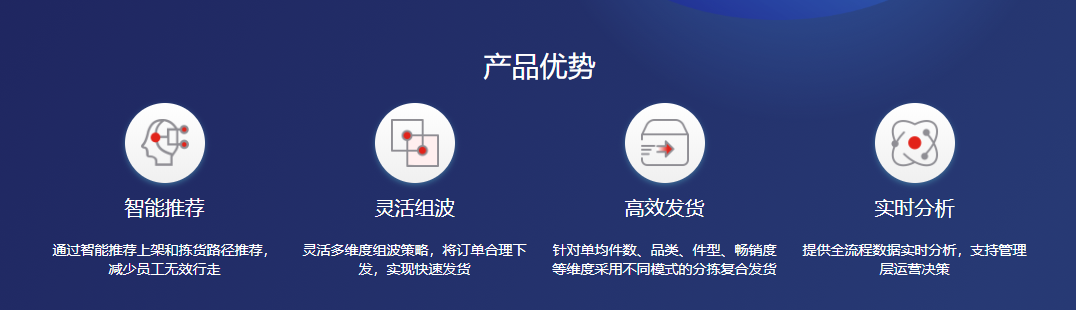 产品优势
智能推荐
灵活组波
高效发货
实时分析
通过智能推荐上架和拣货路径推荐，
减少员工无效行走
灵活多维度组波策略，将订单合理下
发，实现快速发货
针对单均件数、品类、件型、畅销度
等维度采用不同模式的分拣复合发货
提供全流程数据实时分析，支持管理
层运营决策